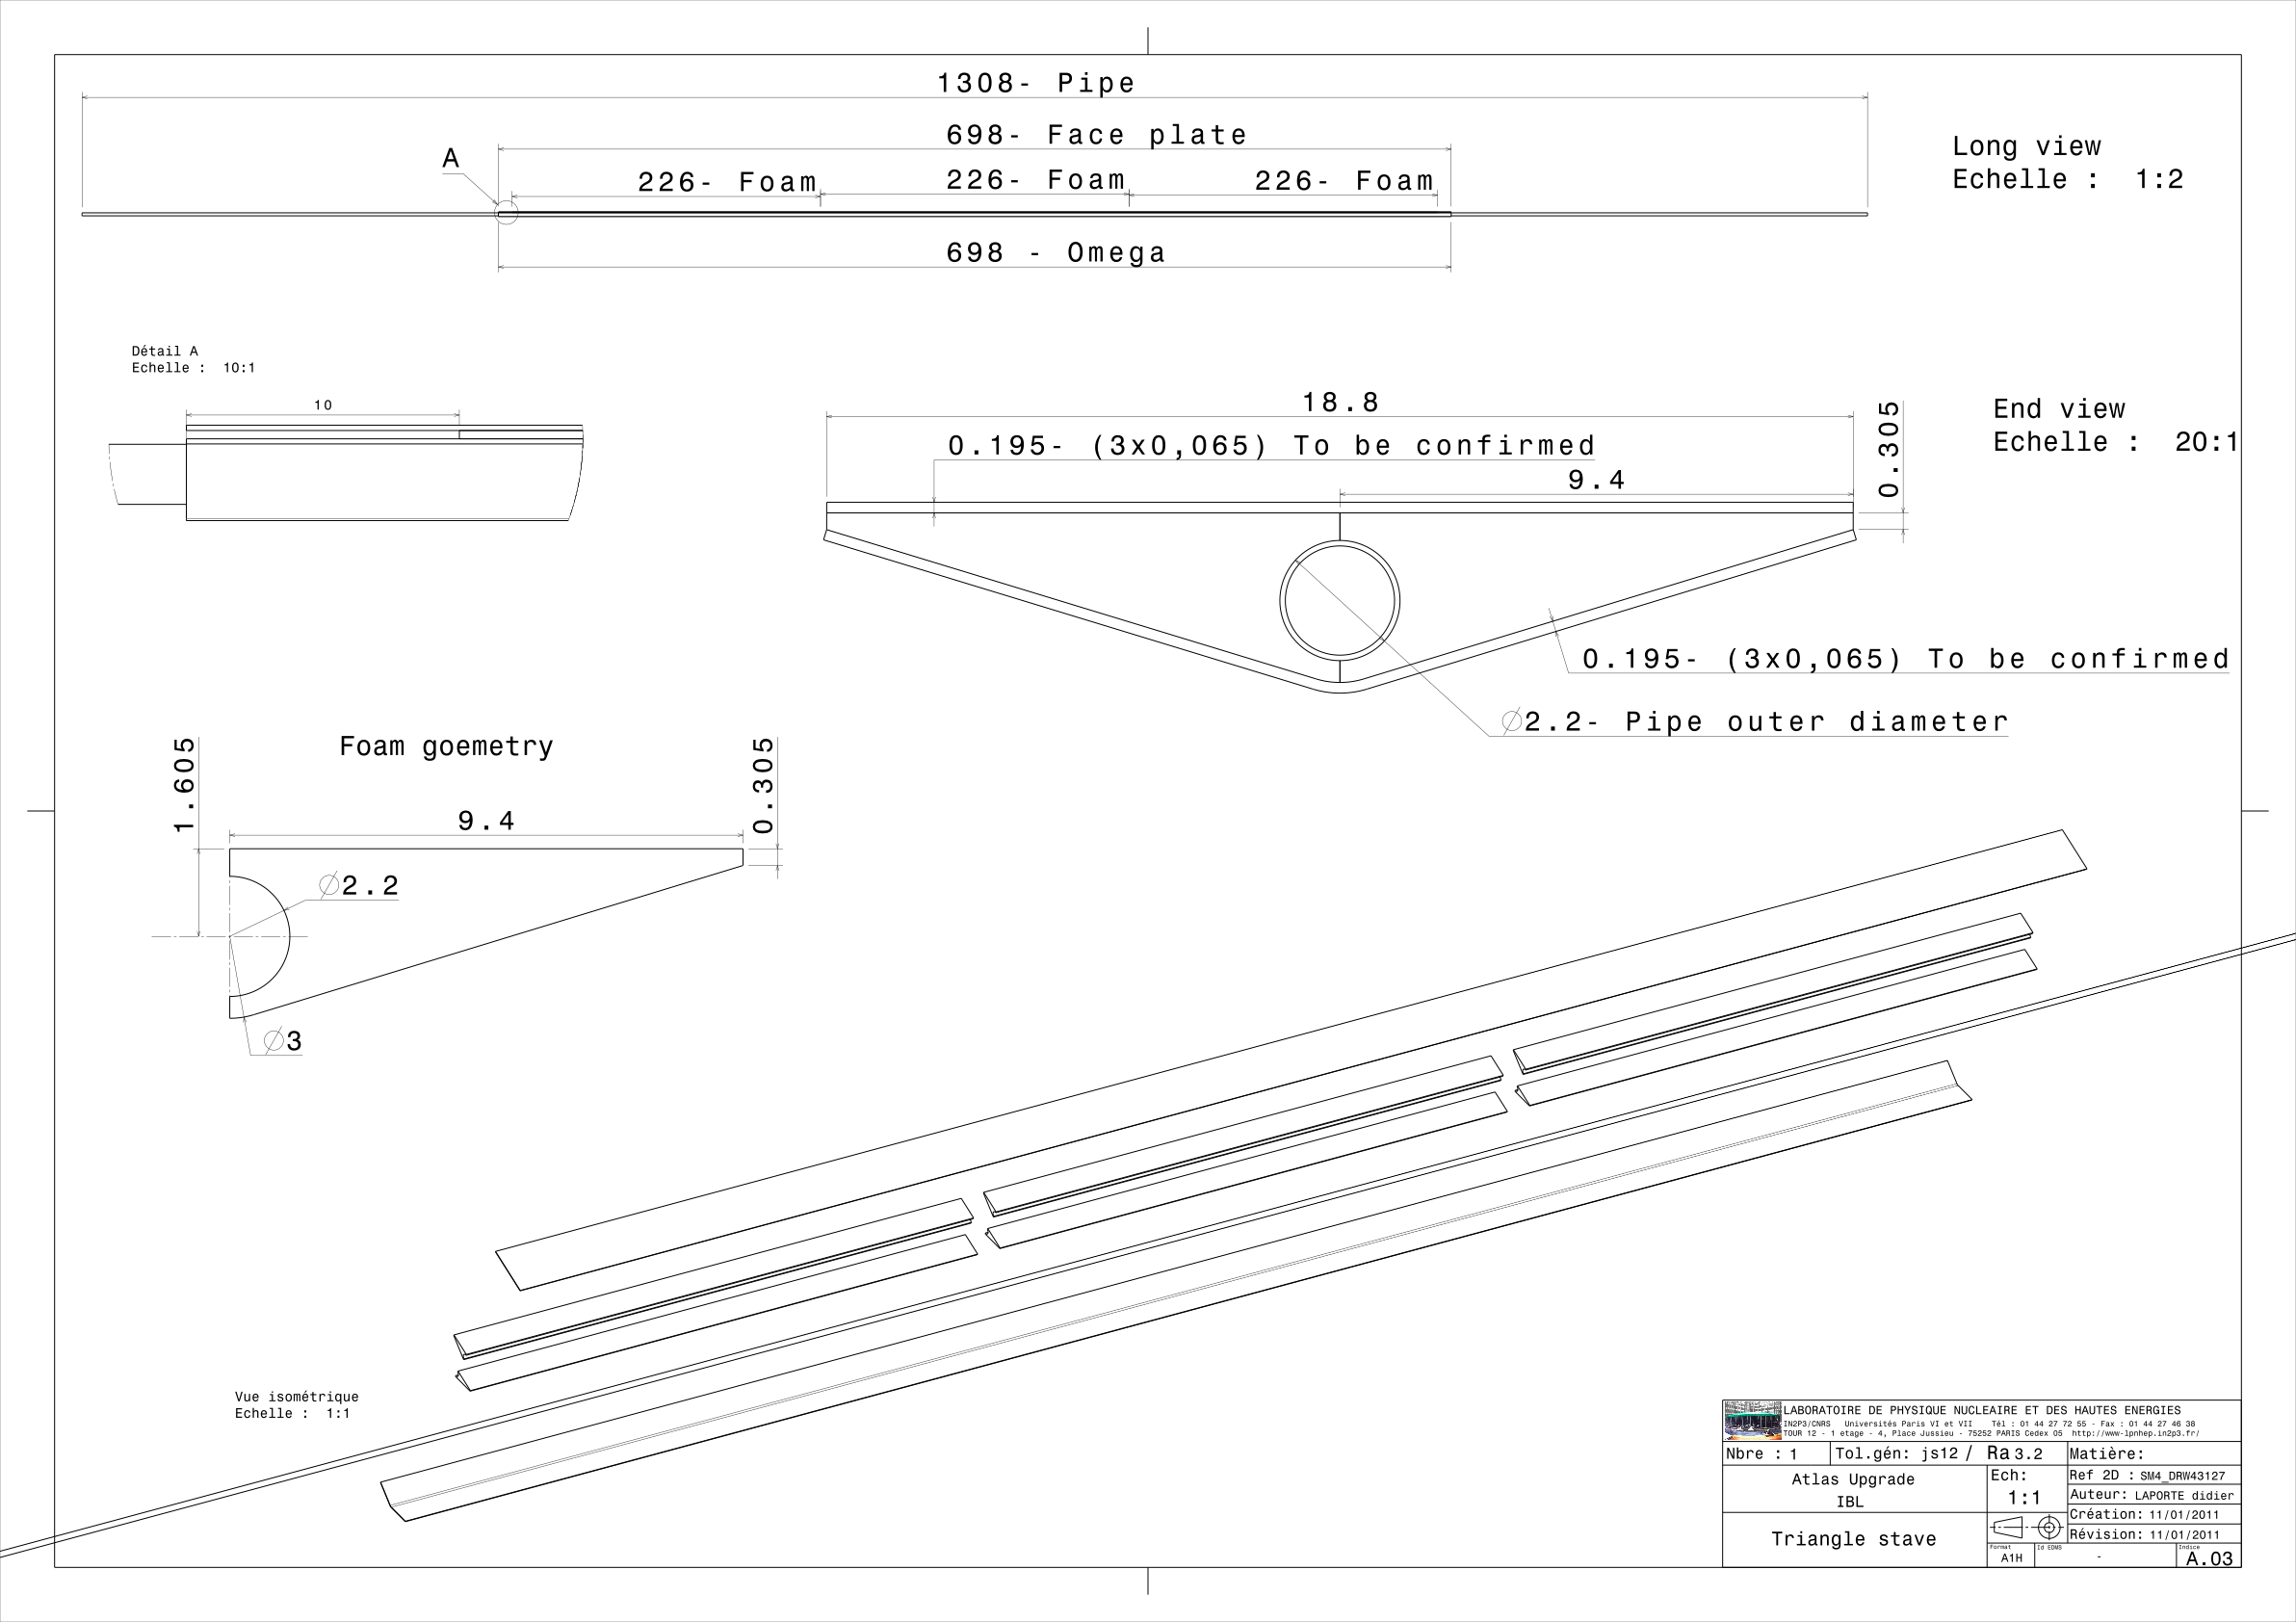 1308- Pipe
698- Face plate
A
226- Foam
226- Foam
226- Foam
698 - Omega
Long view
Echelle : 1:2
Détail A
Echelle : 10:1
10
18.8
0.195- (3x0,065) To be confirmed
9.4
0.305
End view
Echelle : 20:1
0.195- (3x0,065) To be confirmed
∅2.2- Pipe outer diameter
Foam goemetry
1.605
9.4
0.305
∅2.2
∅3
Vue isométrique
Echelle : 1:1
LABORATOIRE DE PHYSIQUE NUCLEAIRE ET DES HAUTES ENERGIES
IN2P3/CNRS Universités Paris VI et VII Tél : 01 44 27 72 55 - Fax : 01 44 27 46 38
TOUR 12 - 1 etage - 4, Place Jussieu - 75252 PARIS Cedex 05 http://www-lpnhep.in2p3.fr/
Nbre : 1
Tol.gén: js12 / Ra 3.2
Matière:
Atlas Upgrade
IBL
Ech:
1:1
Ref 2D : SM4_DRW43127
Auteur: LAPORTE didier
Création: 11/01/2011
Révision: 11/01/2011
Triangle stave
Format
A1H
Id EDMS
-
Indice
A.03